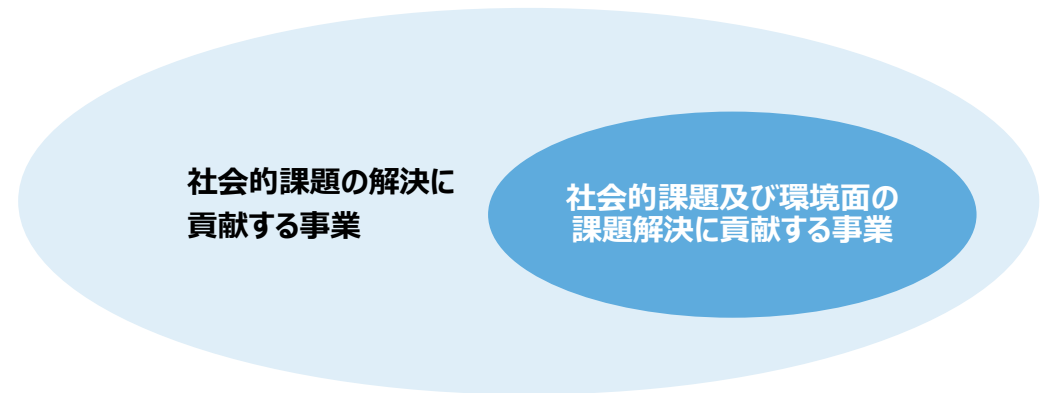 社会的課題の解決に
貢献する事業
社会的課題及び環境面の
課題解決に貢献する事業